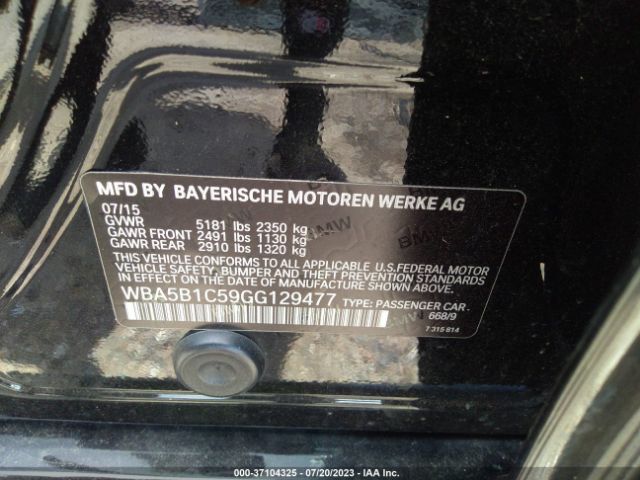 MFD BY BAYERISCHE MOTOREN WERKE AG
07/15
GVWR 5181 lbs 2350 kg
GAWR FRONT 2491 lbs 1130 kg
GAWR REAR 2910 lbs 1320 kg
THIS VEHICLE CONFORMS TO ALL APPLICABLE U.S.FEDERAL MOTOR
VEHICLE SAFETY, BUMPER AND THEFT PREVENTION STANDARDS
IN EFFECT ON THE DATE OF MANUFACTURE SHOWN ABOVE.
WBA5B1C59GG129477 TYPE: PASSENGER CAR
668/9
7 315 814
BMW
BMW
BMW
000-37104325 - 07/20/2023 - IAA Inc.